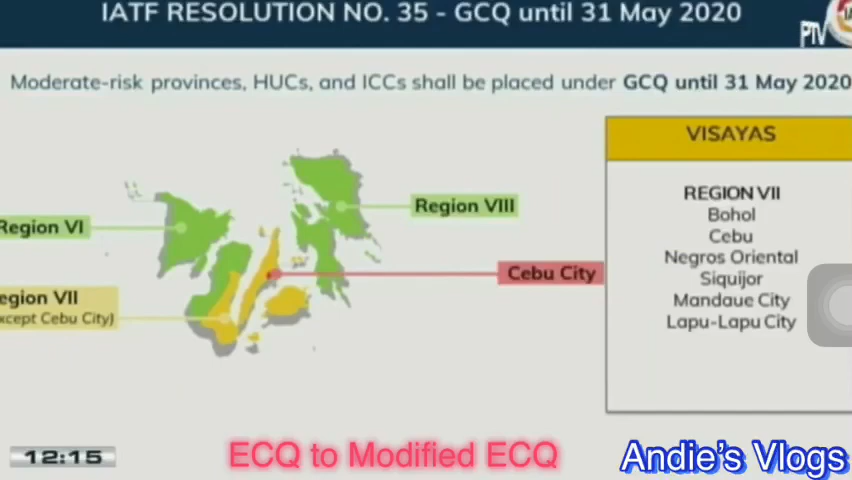 IATF RESOLUTION NO. 35 - GCQ until 31 May 2020
PTV
Moderate-risk provinces, HUCs, and ICCs shall be placed under GCQ until 31 May 2020
VISAYAS
REGION VII
Bohol
Cebu
Negros Oriental
Siquijor
Mandaue City
Lapu-Lapu City
Region VIII
Region VI
Cebu City
egion VII
xcept Cebu City)
12:15
ECQ to Modified ECQ
Andie's Vlogs